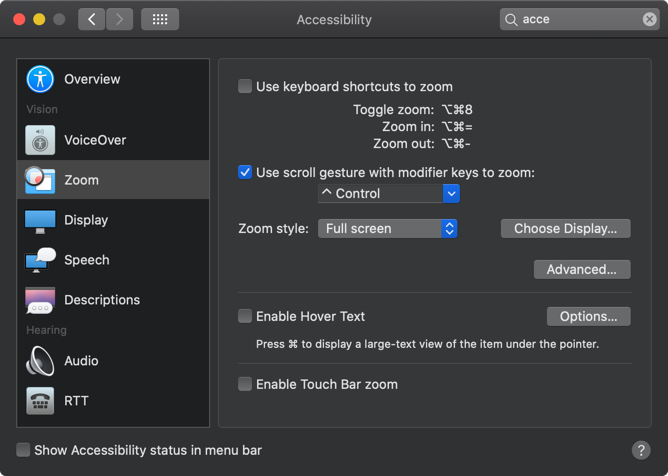 Accessibility
acce
Overview
Vision
VoiceOver
Zoom
Display
Speech
Descriptions
Hearing
Audio
RTT
Use keyboard shortcuts to zoom
Toggle zoom: ⌥⌘8
Zoom in: ⌥⌘=
Zoom out: ⌥⌘-
Use scroll gesture with modifier keys to zoom:
^ Control
Zoom style: Full screen Choose Display...
Advanced...
Enable Hover Text Options...
Press ⌘ to display a large-text view of the item under the pointer.
Enable Touch Bar zoom
Show Accessibility status in menu bar ?